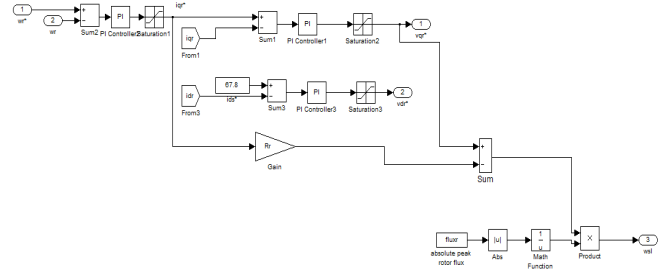 iqr*
1
wr*
+
−
2
wr
Sum2
PI
PI Controller2
Saturation1
iqr
From1
+
−
Sum1
PI
PI Controller1
Saturation2
1
vqr*
67.8
ids*
idr
From3
+
−
Sum3
PI
PI Controller3
Saturation3
2
vdr*
Rr
Gain
+
−
Sum
fluxr
absolute peak
rotor flux
|u|
Abs
1
u
Math
Function
X
Product
3
wsl